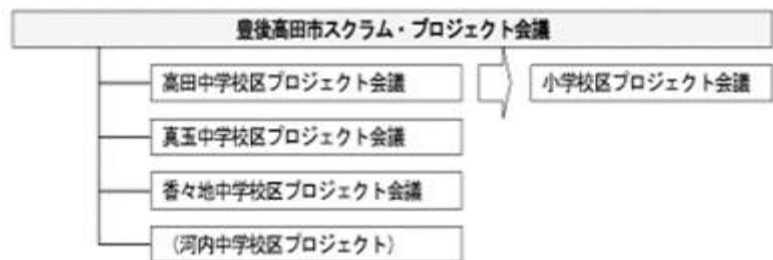 豊後高田市スクラム・プロジェクト会議
高田中学校区プロジェクト会議
小学校区プロジェクト会議
真玉中学校区プロジェクト会議
香々地中学校区プロジェクト会議
（河内中学校区プロジェクト）